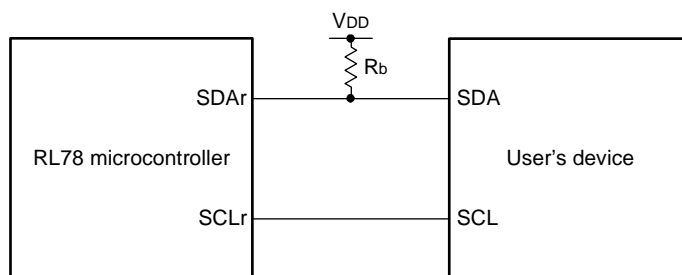 VDD
Rb
SDAr
SDA
RL78 microcontroller
User's device
SCLr
SCL